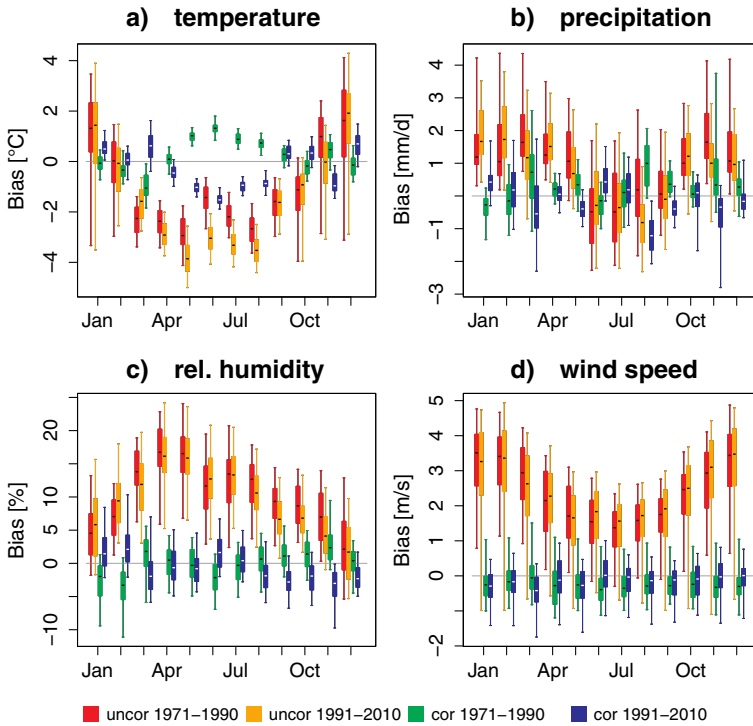 a) temperature
b) precipitation
Bias [°C]
4
2
0
−2
−4
Jan
Apr
Jul
Oct
Bias [mm/d]
4
3
2
1
−1
−3
Jan
Apr
Jul
Oct
c) rel. humidity
d) wind speed
Bias [%]
20
10
5
0
−10
Jan
Apr
Jul
Oct
Bias [m/s]
5
4
3
2
1
0
−2
Jan
Apr
Jul
Oct
uncor 1971−1990 uncor 1991−2010 cor 1971−1990 cor 1991−2010